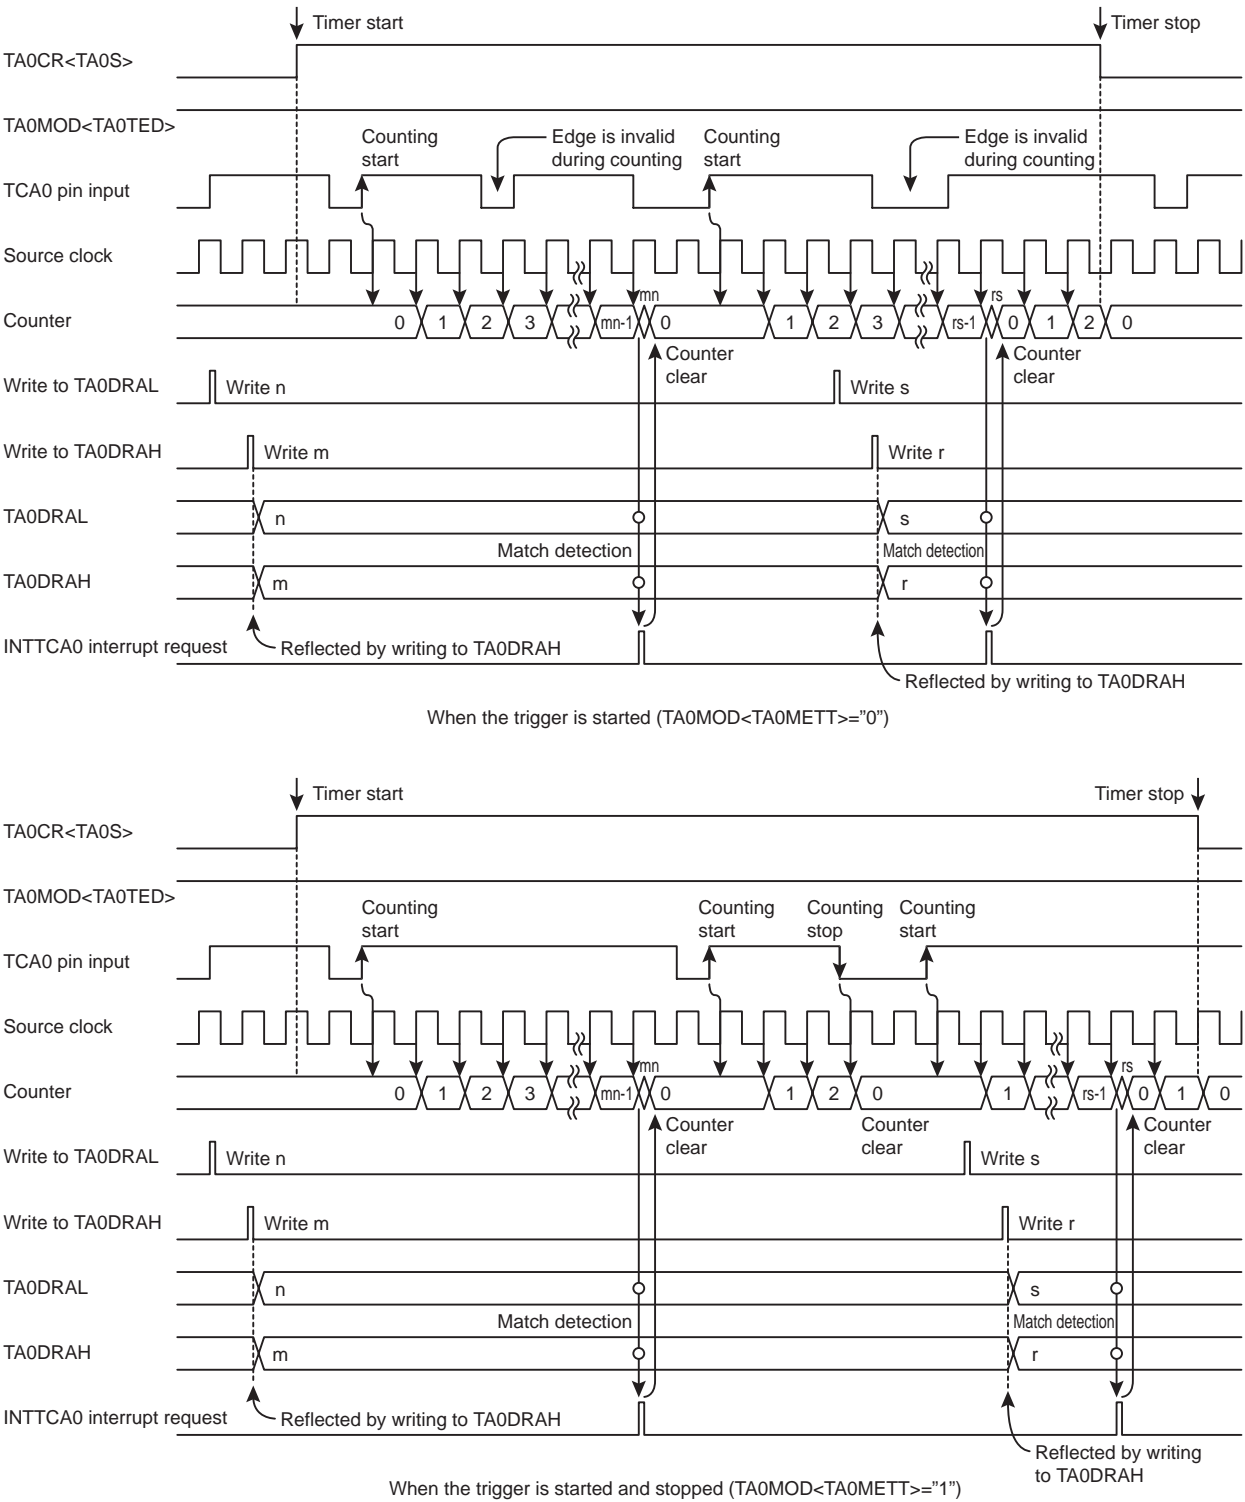 Timer start
Timer stop
TA0CR<TA0S>
TA0MOD<TA0TED>
Counting
start
Edge is invalid
during counting
Counting
start
Edge is invalid
during counting
TCA0 pin input
Source clock
Counter
0 1 2 3 mn-1 mn 0 1 2 3 rs-1 rs 0 1 2 0
Counter
clear
Counter
clear
Write to TA0DRAL
Write n
Write s
Write to TA0DRAH
Write m
Write r
TA0DRAL
n
s
Match detection
Match detection
TA0DRAH
m
r
INTTCA0 interrupt request
Reflected by writing to TA0DRAH
Reflected by writing to TA0DRAH
When the trigger is started (TA0MOD<TA0METT>=”0”)
Timer start
Timer stop
TA0CR<TA0S>
TA0MOD<TA0TED>
Counting
start
Counting
start
Counting
stop
Counting
start
TCA0 pin input
Source clock
Counter
0 1 2 3 mn-1 mn 0 1 2 0 1 rs-1 rs 0 1 0
Counter
clear
Counter
clear
Counter
clear
Write to TA0DRAL
Write n
Write s
Write to TA0DRAH
Write m
Write r
TA0DRAL
n
s
Match detection
Match detection
TA0DRAH
m
r
INTTCA0 interrupt request
Reflected by writing to TA0DRAH
Reflected by writing
to TA0DRAH
When the trigger is started and stopped (TA0MOD<TA0METT>=”1”)